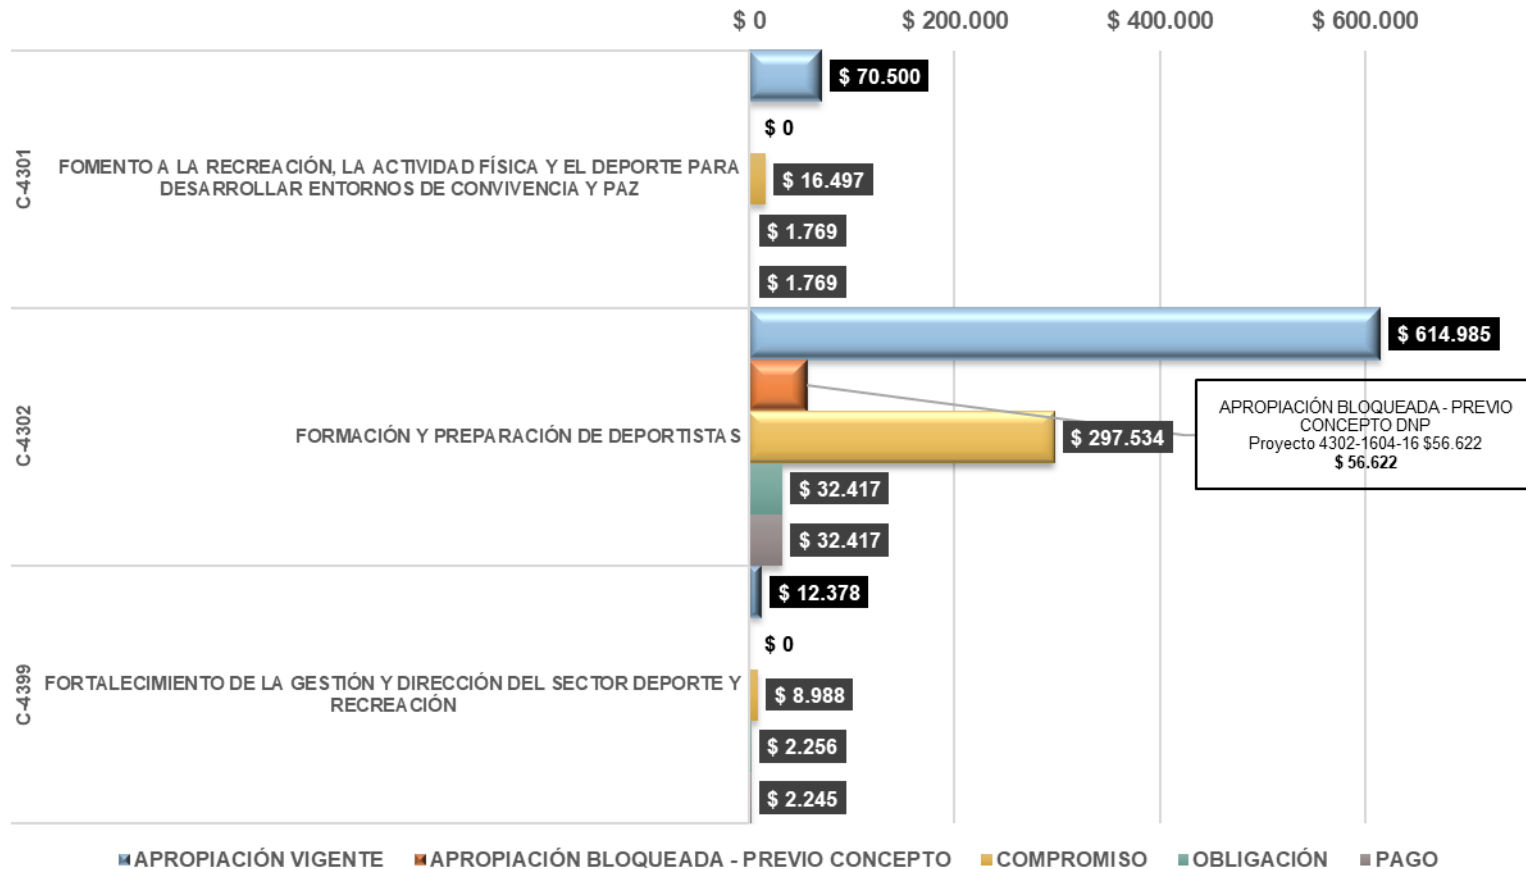 $ 0
$ 200.000
$ 400.000
$ 600.000
C-4301
FOMENTO A LA RECREACIÓN, LA ACTIVIDAD FÍSICA Y EL DEPORTE PARA
DESARROLLAR ENTORNOS DE CONVIVENCIA Y PAZ
$ 70.500
$ 0
$ 16.497
$ 1.769
$ 1.769
C-4302
FORMACIÓN Y PREPARACIÓN DE DEPORTISTAS
$ 614.985
APROPIACIÓN BLOQUEADA - PREVIO
CONCEPTO DNP
Proyecto 4302-1604-16 $56.622
$ 56.622
$ 297.534
$ 32.417
$ 32.417
C-4399
FORTALECIMIENTO DE LA GESTIÓN Y DIRECCIÓN DEL SECTOR DEPORTE Y
RECREACIÓN
$ 12.378
$ 0
$ 8.988
$ 2.256
$ 2.245
APROPIACIÓN VIGENTE
APROPIACIÓN BLOQUEADA - PREVIO CONCEPTO
COMPROMISO
OBLIGACIÓN
PAGO